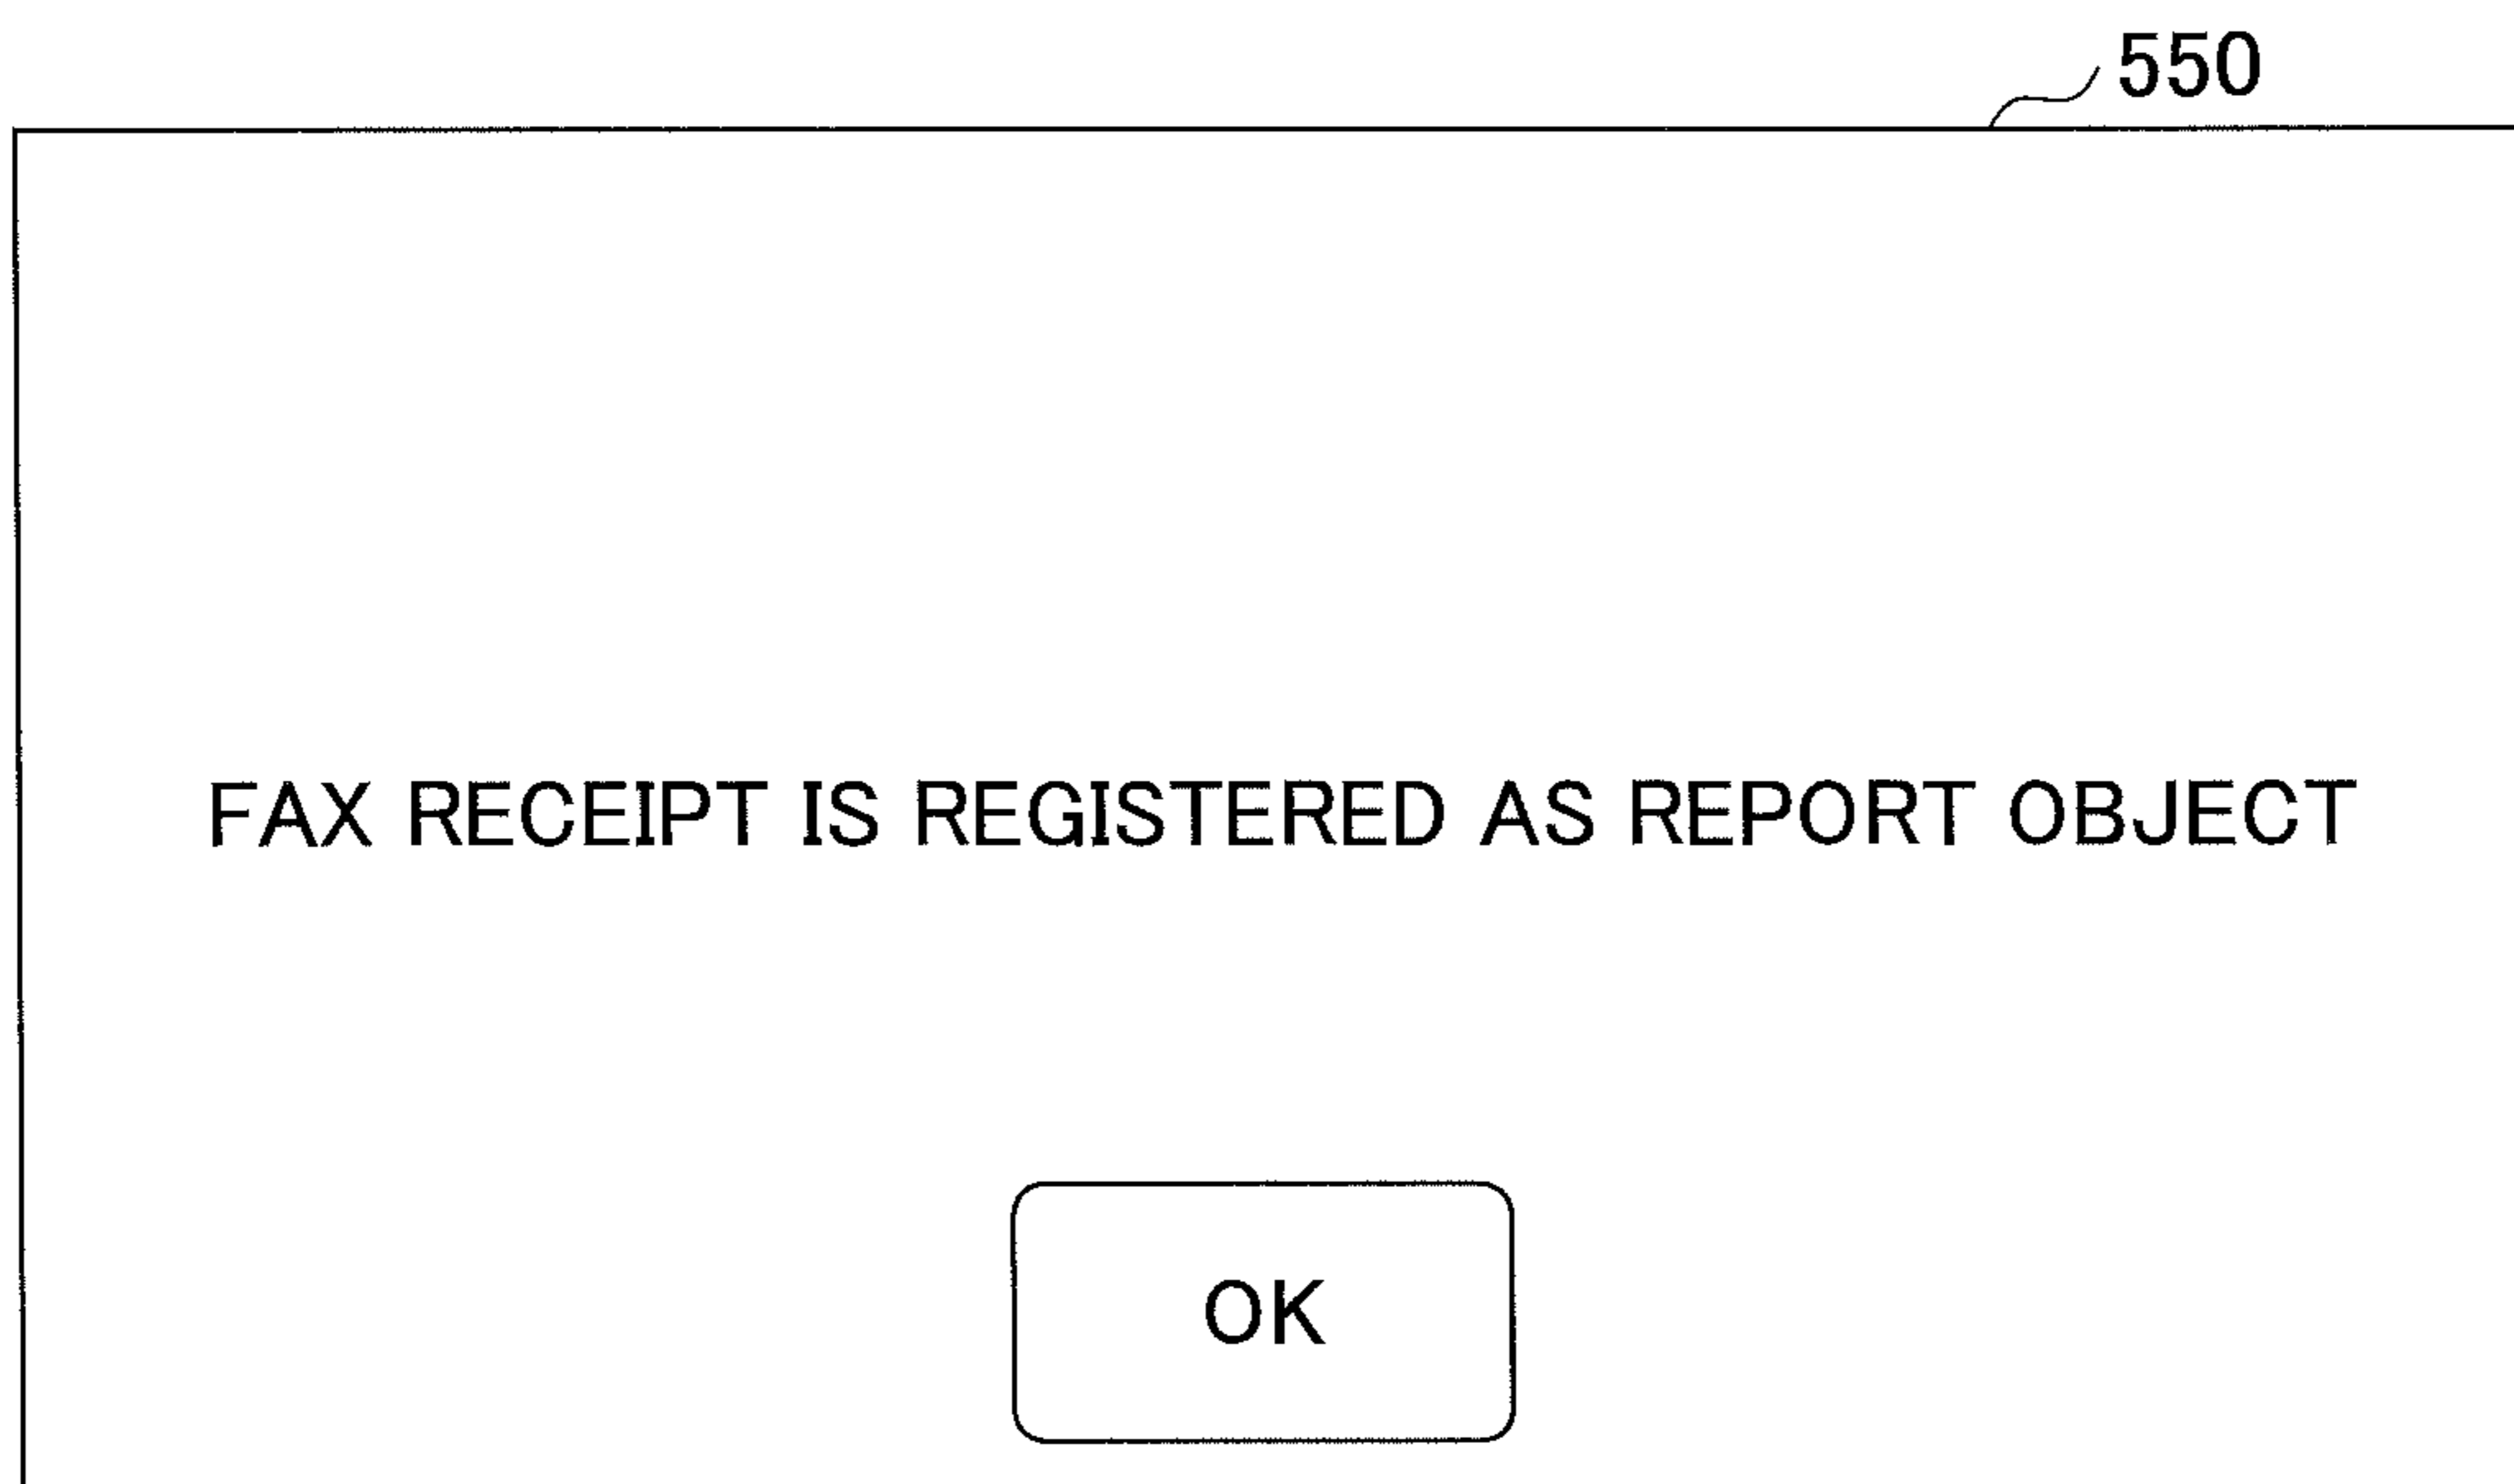 550
FAX RECEIPT IS REGISTERED AS REPORT OBJECT
OK